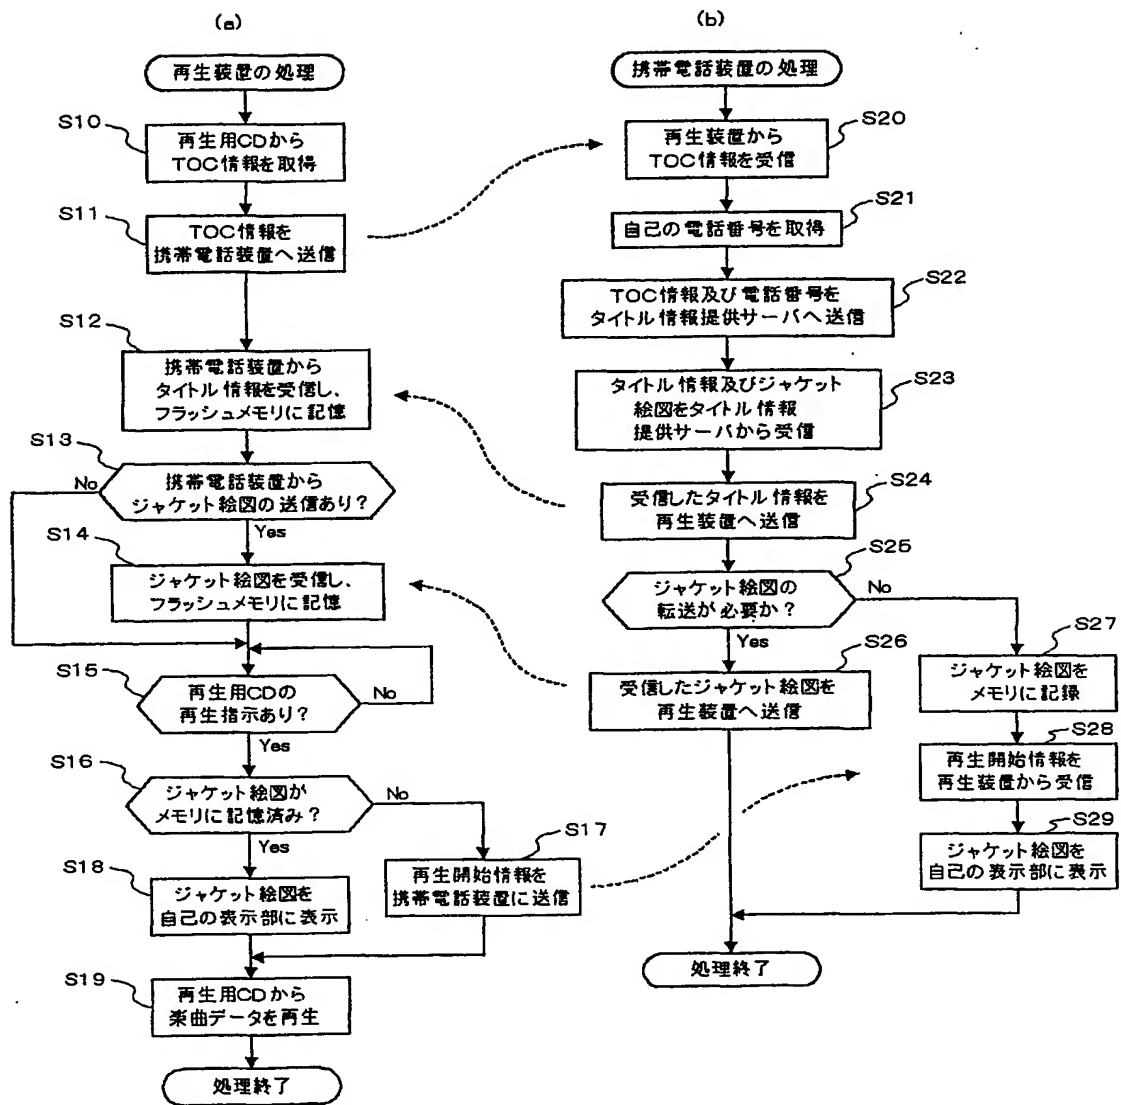 (a)
再生装置の処理
S10
再生用CDから
TOC情報を取得
S11
TOC情報を
携帯電話装置へ送信
S12
携帯電話装置から
タイトル情報を受信し、
フラッシュメモリに記憶
S13
携帯電話装置から
ジャケット絵図の送信あり?
No
Yes
S14
ジャケット絵図を受信し、
フラッシュメモリに記憶
S15
再生用CDの
再生指示あり?
No
Yes
S16
ジャケット絵図が
メモリに記憶済み?
No
Yes
S17
再生開始情報を
携帯電話装置に送信
S18
ジャケット絵図を
自己の表示部に表示
S19
再生用CDから
楽曲データを再生
処理終了
(b)
携帯電話装置の処理
S20
再生装置から
TOC情報を受信
S21
自己の電話番号を取得
S22
TOC情報及び電話番号を
タイトル情報提供サーバへ送信
S23
タイトル情報及びジャケット
絵図をタイトル情報
提供サーバから受信
S24
受信したタイトル情報を
再生装置へ送信
S25
ジャケット絵図の
転送が必要か?
No
Yes
S26
受信したジャケット絵図を
再生装置へ送信
S27
ジャケット絵図を
メモリに記録
S28
再生開始情報を
再生装置から受信
S29
ジャケット絵図を
自己の表示部に表示
処理終了